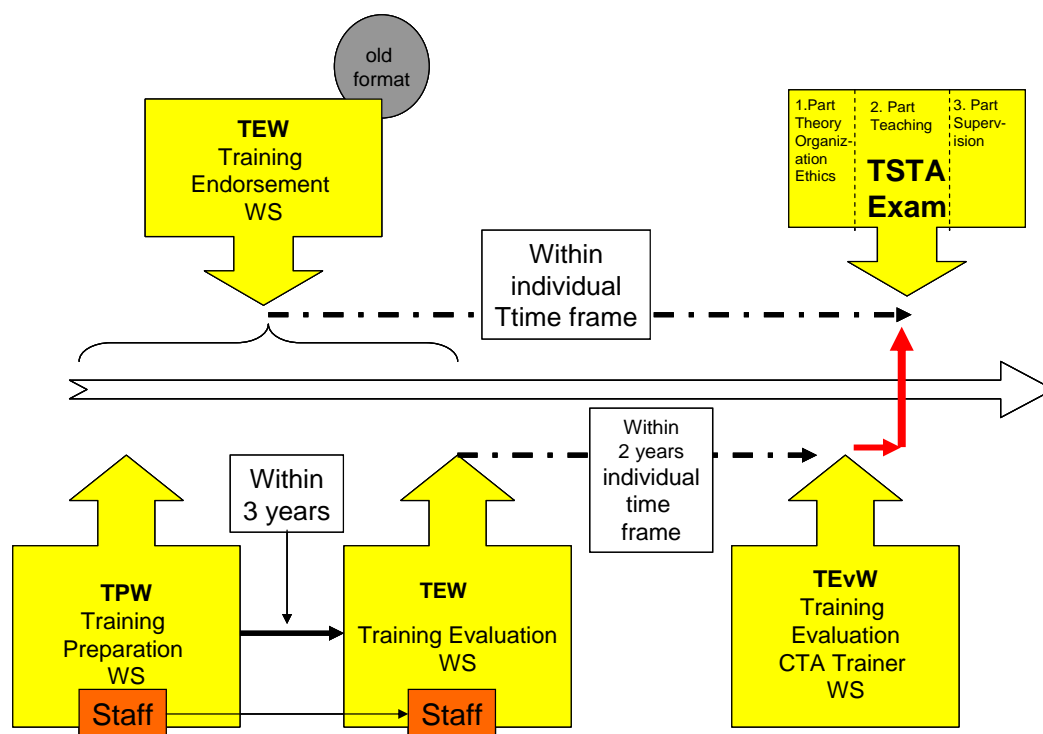 old
format
TEW
Training
Endorsement
WS
1.Part
Theory
Organiz-
ation
Ethics
2. Part
Teaching
TSTA
Exam
3. Part
Superv-
ision
Within
individual
Ttime frame
Within
2 years
individual
time
frame
Within
3 years
TPW
Training
Preparation
WS
Staff
TEW
Training Evaluation
WS
Staff
TEvW
Training
Evaluation
CTA Trainer
WS